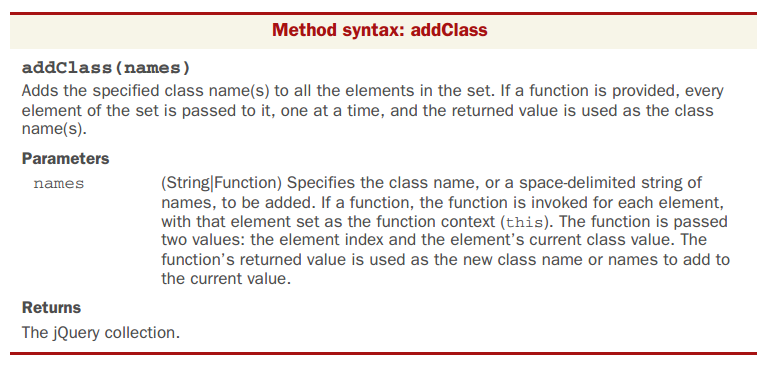 Method syntax: addClass
addClass(names)
Adds the specified class name(s) to all the elements in the set. If a function is provided, every
element of the set is passed to it, one at a time, and the returned value is used as the class
name(s).
Parameters
names (String|Function) Specifies the class name, or a space-delimited string of
names, to be added. If a function, the function is invoked for each element,
with that element set as the function context (this). The function is passed
two values: the element index and the element's current class value. The
function's returned value is used as the new class name or names to add to
the current value.
Returns
The jQuery collection.